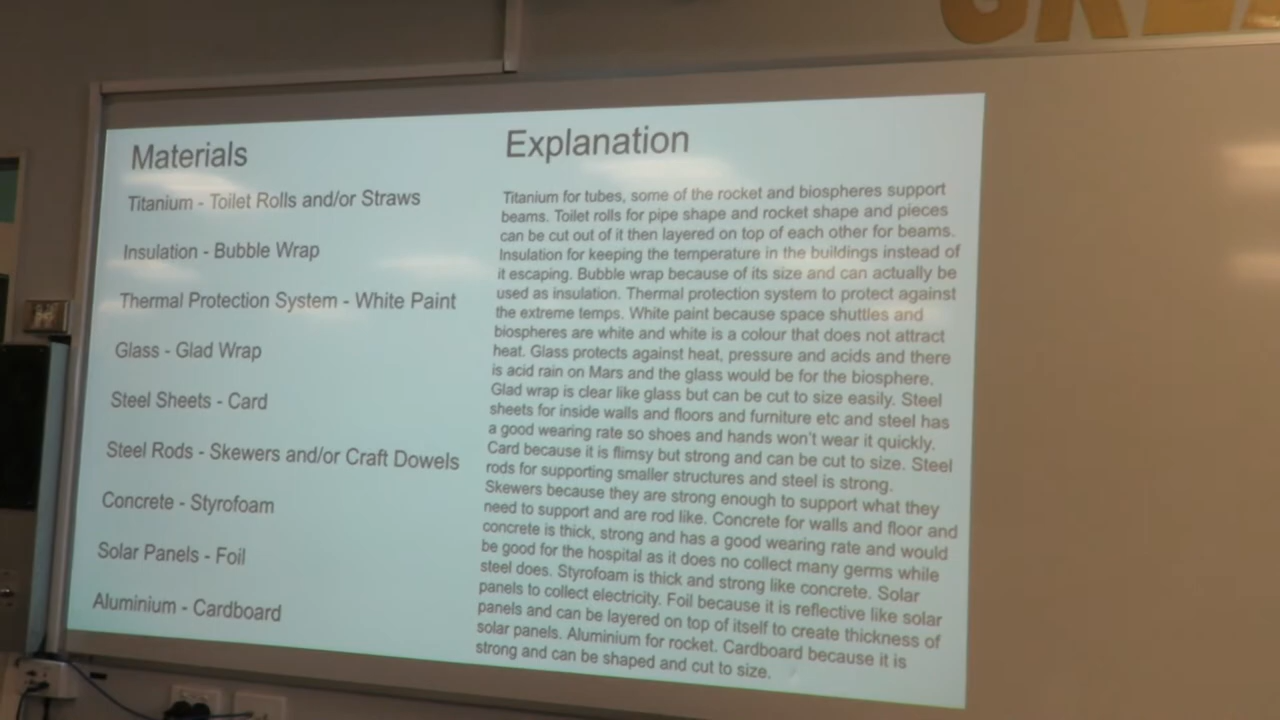 Materials
Titanium - Toilet Rolls and/or Straws
Insulation - Bubble Wrap
Thermal Protection System - White Paint
Glass - Glad Wrap
Steel Sheets - Card
Steel Rods - Skewers and/or Craft Dowels
Concrete - Styrofoam
Solar Panels - Foil
Aluminium - Cardboard
Explanation
Titanium for tubes, some of the rocket and biospheres support
beams. Toilet rolls for pipe shape and rocket shape and pieces
can be cut out of it then layered on top of each other for beams.
Insulation for keeping the temperature in the buildings instead of
it escaping. Bubble wrap because of its size and can actually be
used as insulation. Thermal protection system to protect against
the extreme temps. White paint because space shuttles and
biospheres are white and white is a colour that does not attract
heat. Glass protects against heat, pressure and acids and there
is acid rain on Mars and the glass would be for the biosphere.
Glad wrap is clear like glass but can be cut to size easily. Steel
sheets for inside walls and floors and furniture etc and steel has
a good wearing rate so shoes and hands won't wear it quickly.
Card because it is flimsy but strong and can be cut to size. Steel
rods for supporting smaller structures and steel is strong.
Skewers because they are strong enough to support what they
need to support and are rod like. Concrete for walls and floor and
concrete is thick, strong and has a good wearing rate and would
be good for the hospital as it does no collect many germs while
steel does. Styrofoam is thick and strong like concrete. Solar
panels to collect electricity. Foil because it is reflective like solar
panels and can be layered on top of itself to create thickness of
solar panels. Aluminium for rocket. Cardboard because it is
strong and can be shaped and cut to size.